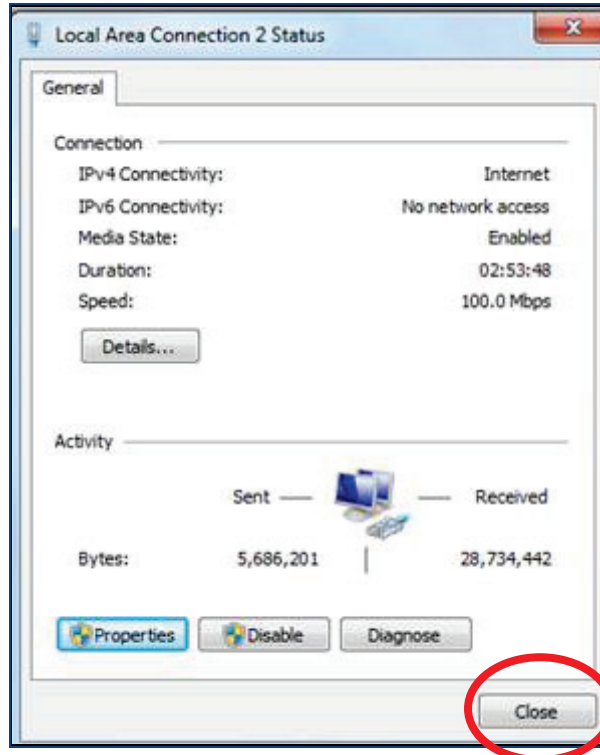 Local Area Connection 2 Status
General
Connection
IPv4 Connectivity: Internet
IPv6 Connectivity: No network access
Media State: Enabled
Duration: 02:53:48
Speed: 100.0 Mbps
Details...
Activity
Sent Received
Bytes: 5,686,201 28,734,442
Properties Disable Diagnose
Close